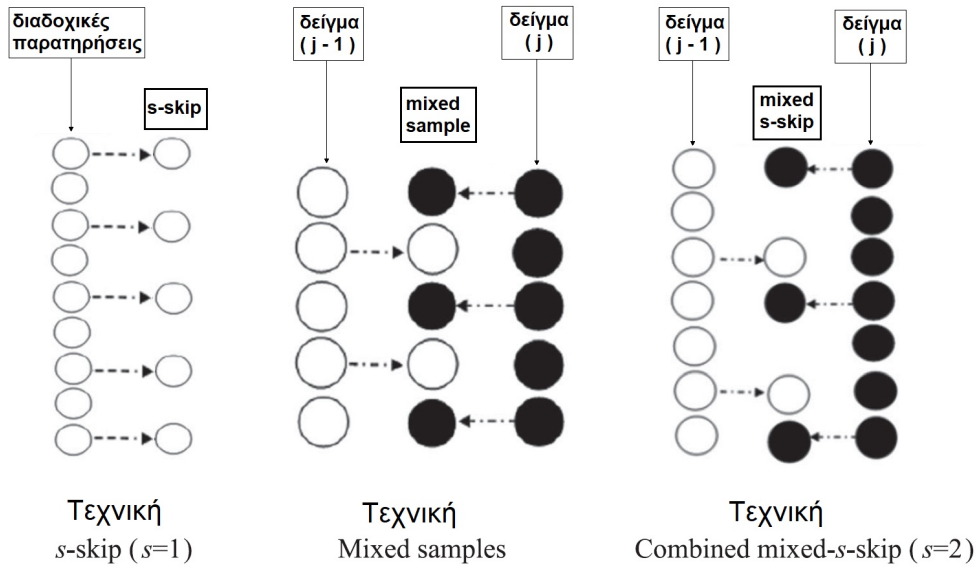 διαδοχικές
παρατηρήσεις
s-skip
Τεχνική
s-skip ( s=1)
δείγμα
( j - 1 )
mixed
sample
δείγμα
( j )
Τεχνική
Mixed samples
δείγμα
( j - 1 )
mixed
s-skip
δείγμα
( j )
Τεχνική
Combined mixed-s-skip ( s=2)